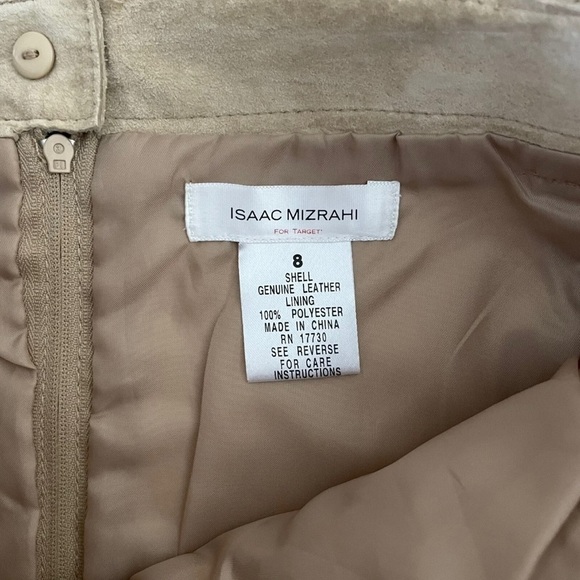 ISAAC MIZRAHI
FOR TARGET
8
SHELL
GENUINE LEATHER
LINING
100% POLYESTER
MADE IN CHINA
RN 17730
SEE REVERSE
FOR CARE
INSTRUCTIONS